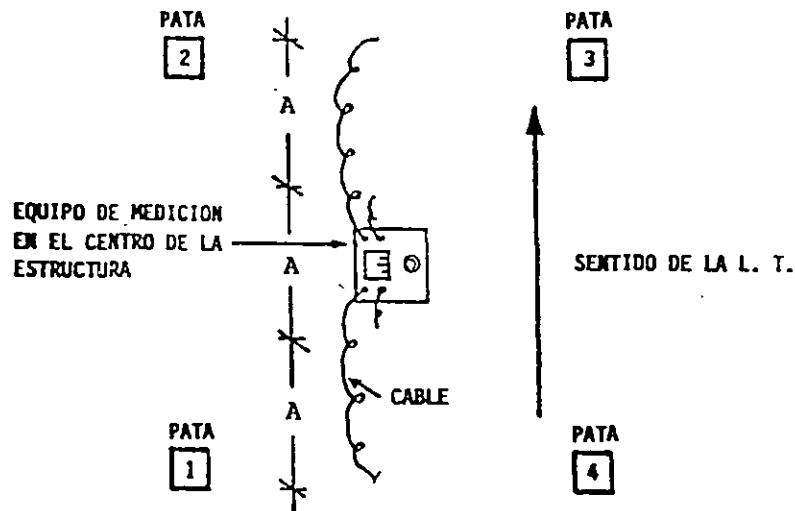 PATA
2
PATA
3
A
EQUIPO DE MEDICION
EN EL CENTRO DE LA
ESTRUCTURA
A
SENTIDO DE LA L. T.
A
CABLE
PATA
1
PATA
4